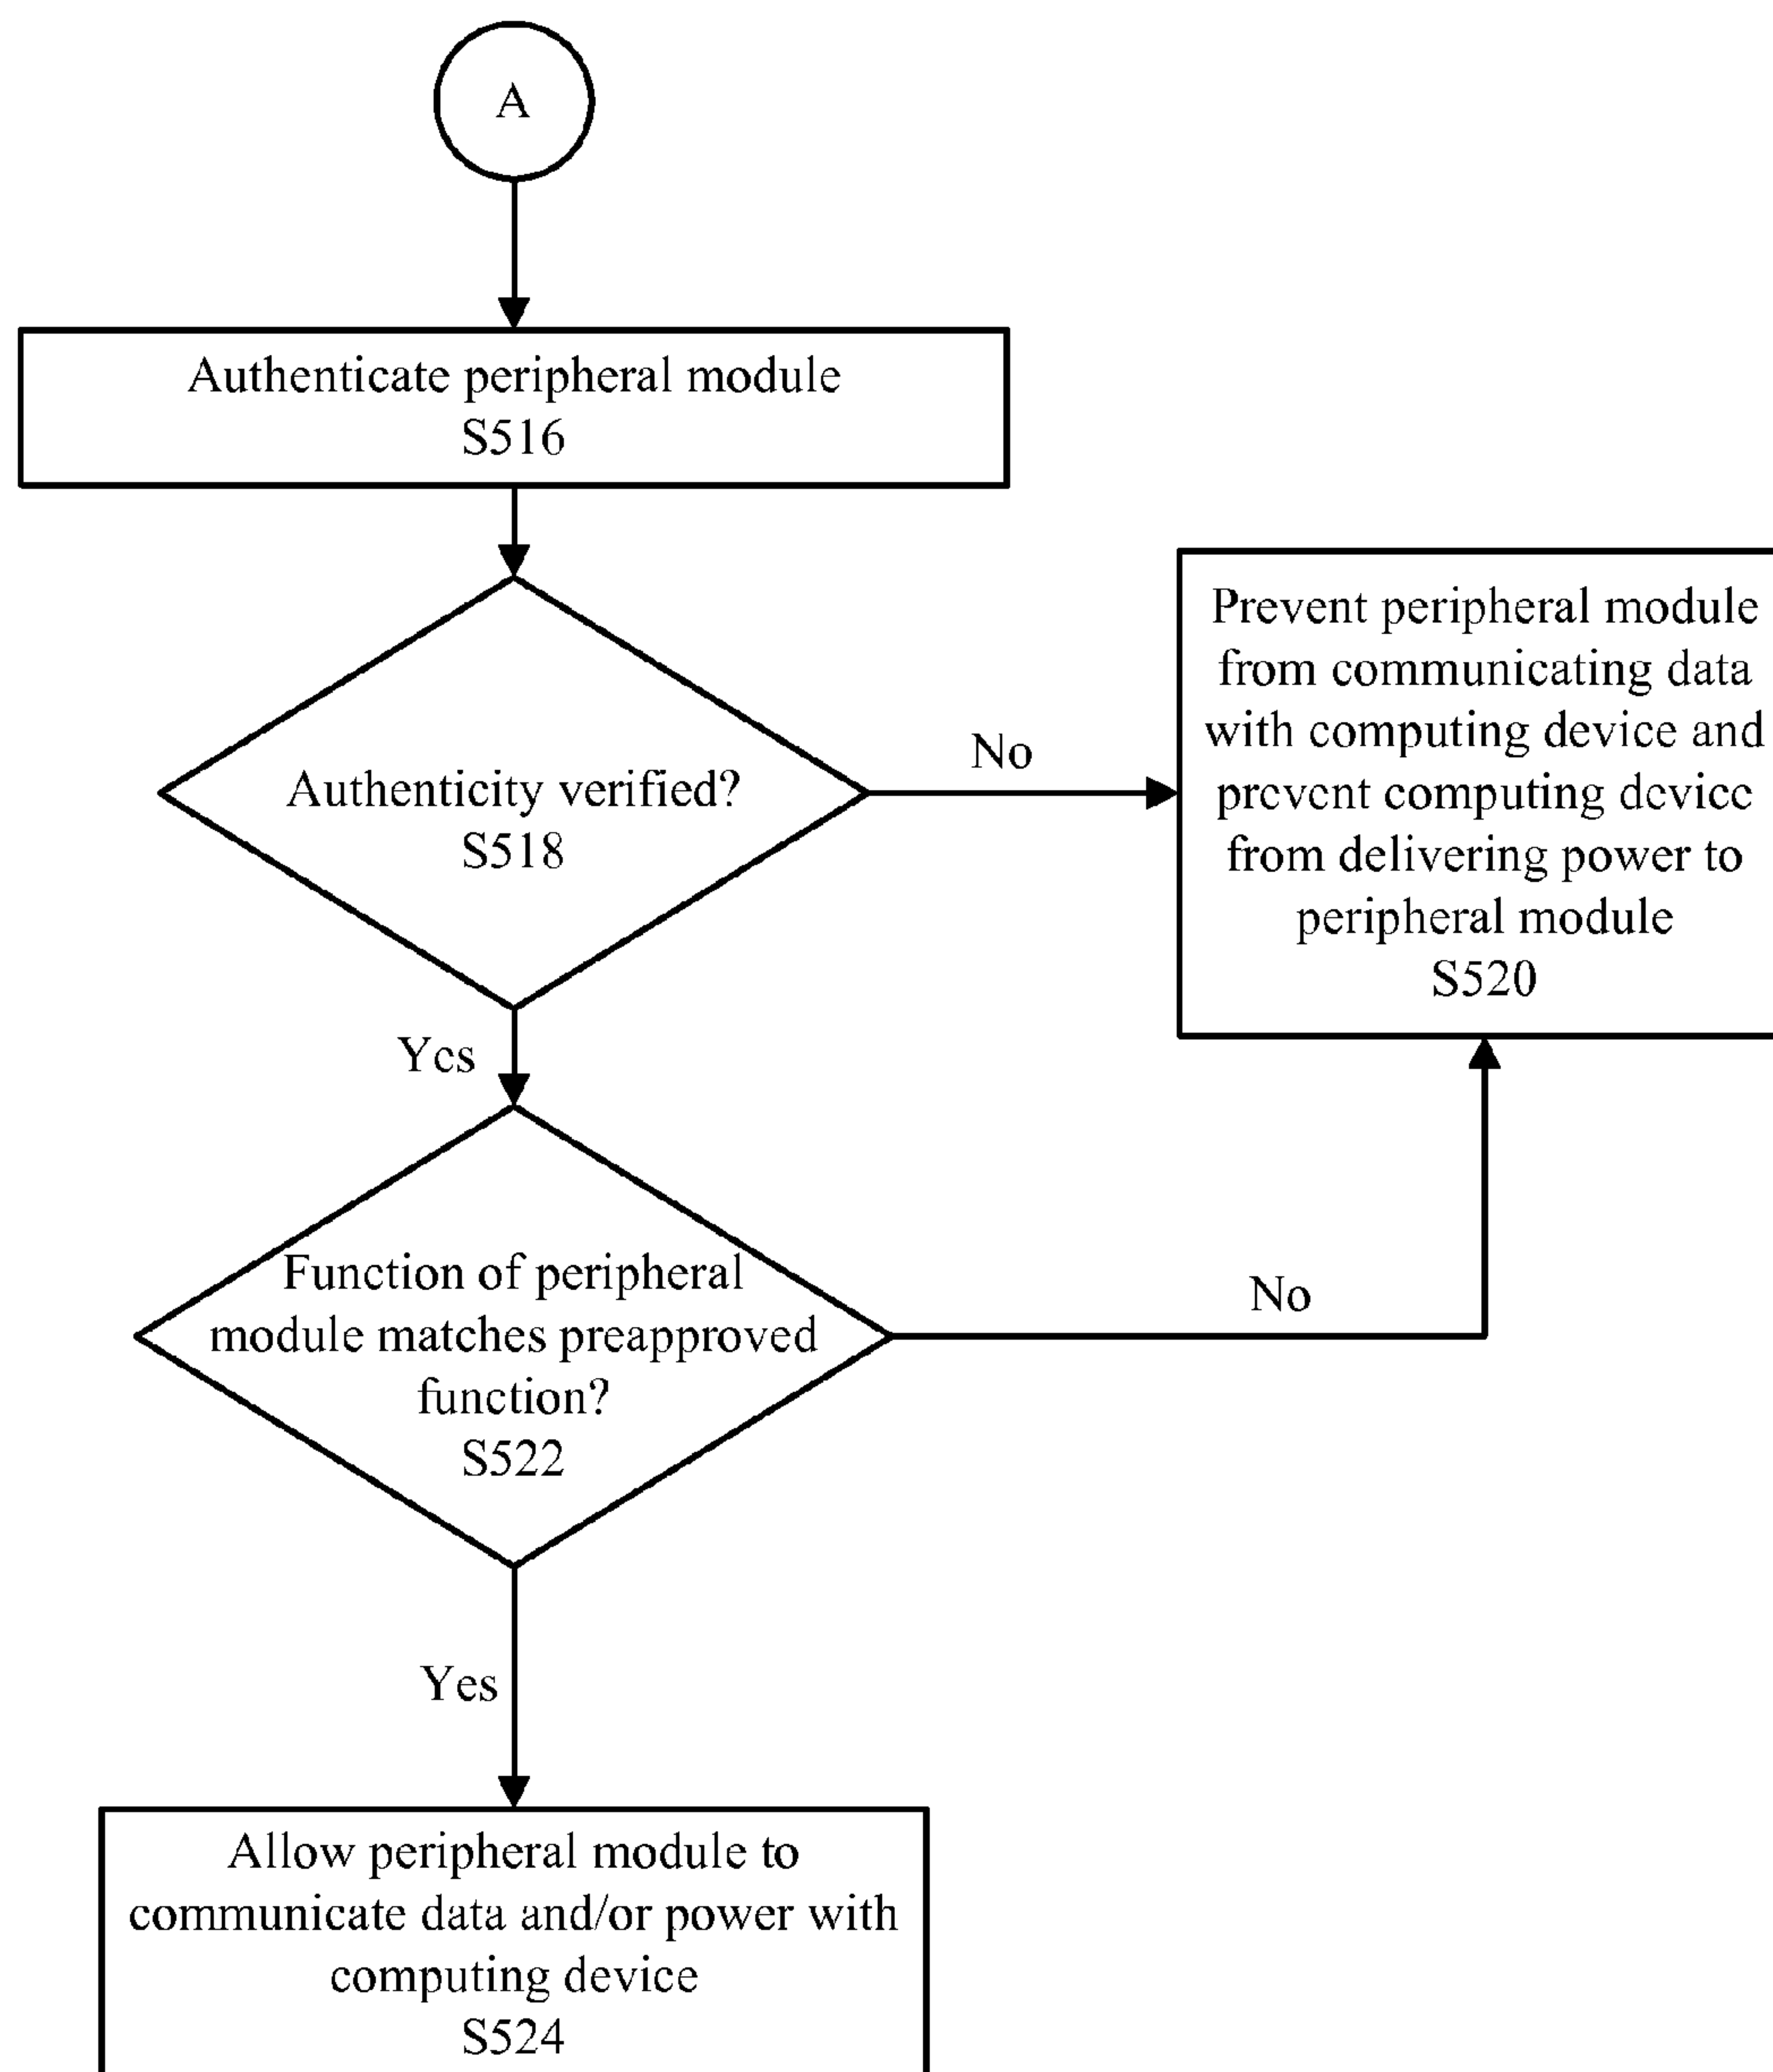 A
Authenticate peripheral module
S516
Authenticity verified?
S518
No
Prevent peripheral module
from communicating data
with computing device and
prevent computing device
from delivering power to
peripheral module
S520
Yes
Function of peripheral
module matches preapproved
function?
S522
No
Yes
Allow peripheral module to
communicate data and/or power with
computing device
S524